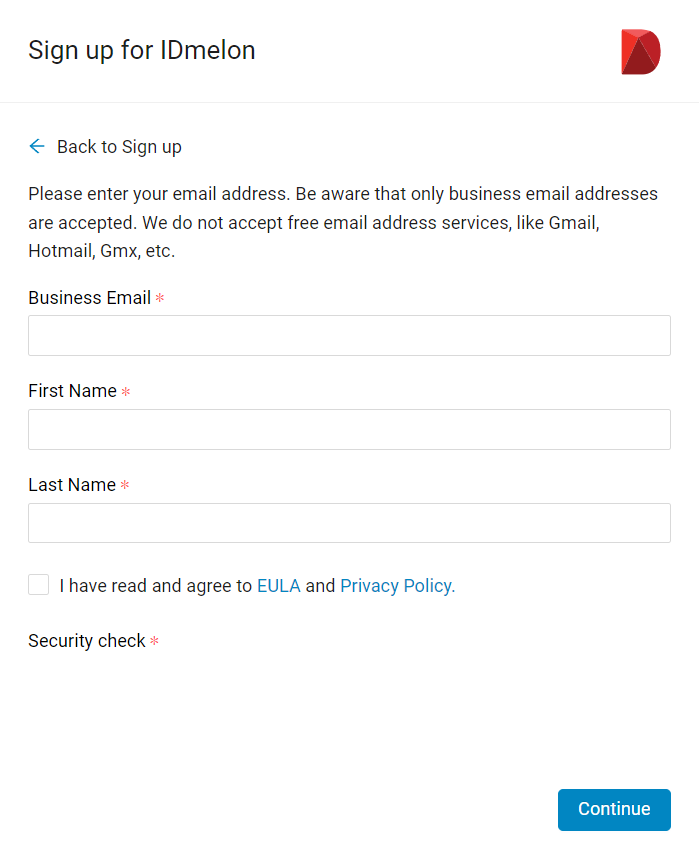 Sign up for IDmelon
Back to Sign up
Please enter your email address. Be aware that only business email addresses
are accepted. We do not accept free email address services, like Gmail,
Hotmail, Gmx, etc.
Business Email *
First Name *
Last Name *
I have read and agree to EULA and Privacy Policy.
Security check *
Continue